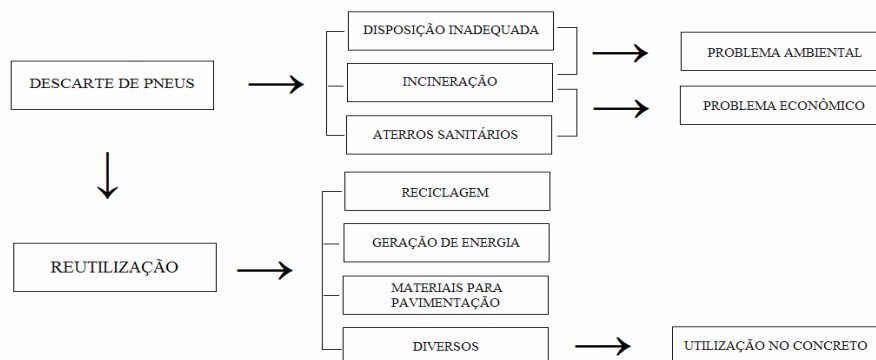 DISPOSIÇÃO INADEQUADA
DESCARTE DE PNEUS
INCINERAÇÃO
ATERROS SANITÁRIOS
PROBLEMA AMBIENTAL
PROBLEMA ECONÔMICO
REUTILIZAÇÃO
RECICLAGEM
GERAÇÃO DE ENERGIA
MATERIAIS PARA
PAVIMENTAÇÃO
DIVERSOS
UTILIZAÇÃO NO CONCRETO